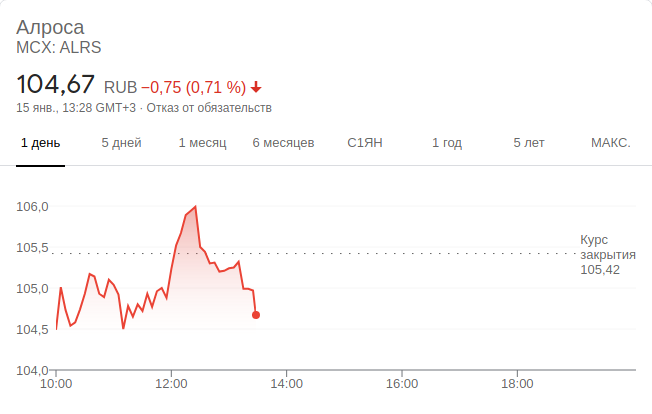 Алроса
MCX: ALRS
104,67 RUB −0,75 (0,71 %)
15 янв., 13:28 GMT+3 · Отказ от обязательств
1 день 5 дней 1 месяц 6 месяцев С1ЯН 1 год 5 лет МАКС.
106,0
105,5
105,0
104,5
104,0
Курс
закрытия
105,42
10:00 12:00 14:00 16:00 18:00